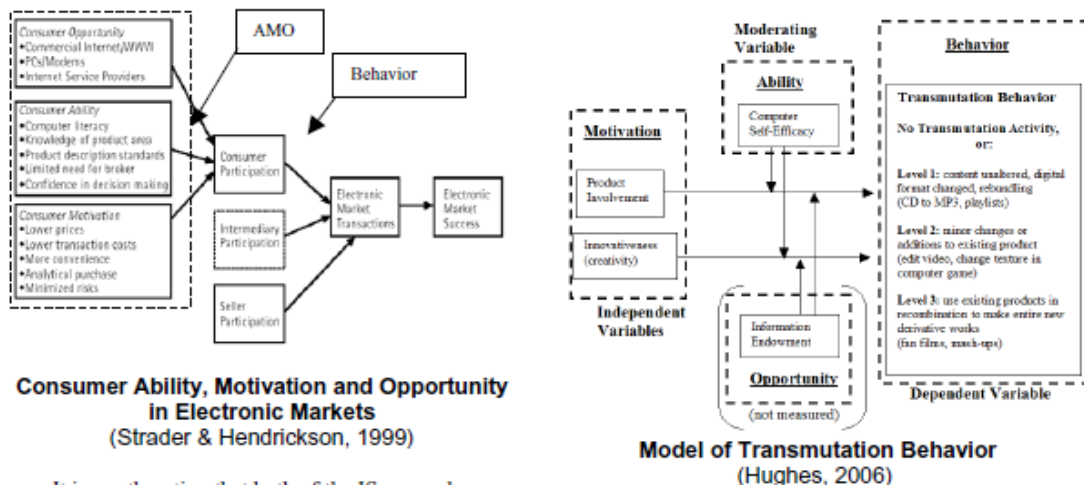 Consumer Opportunity
•Commercial Internet/WWW
•PCs/Modems
•Internet Service Providers
AMO
Behavior
Consumer Ability
•Computer literacy
•Knowledge of product area
•Product description standards
•Limited need for broker
•Confidence in decision making
Consumer Motivation
•Lower prices
•Lower transaction costs
•More convenience
•Analytical purchase
•Minimized risks
Consumer
Participation
Intermediary
Participation
Seller
Participation
Electronic
Market
Transactions
Electronic
Market
Success
Consumer Ability, Motivation and Opportunity
in Electronic Markets
(Strader & Hendrickson, 1999)
Moderating
Variable
Ability
Computer
Self-Efficacy
Motivation
Product
Involvement
Innovativeness
(creativity)
Independent
Variables
Information
Endowment
Opportunity
(not measured)
Behavior
Transmutation Behavior
No Transmutation Activity,
or:
Level 1: content unaltered, digital
format changed, rebundling
(CD to MP3, playlists)
Level 2: minor changes or
additions to existing product
(edit video, change texture in
computer game)
Level 3: use existing products in
recombination to make entire new
derivative works
(fan films, mash-ups)
Dependent Variable
Model of Transmutation Behavior
(Hughes, 2006)